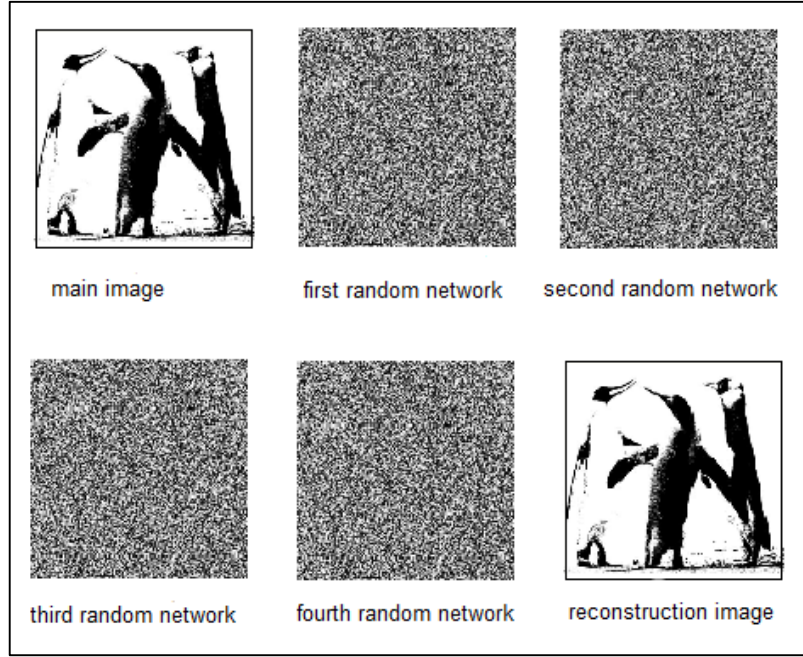 main image
first random network
second random network
third random network
fourth random network
reconstruction image